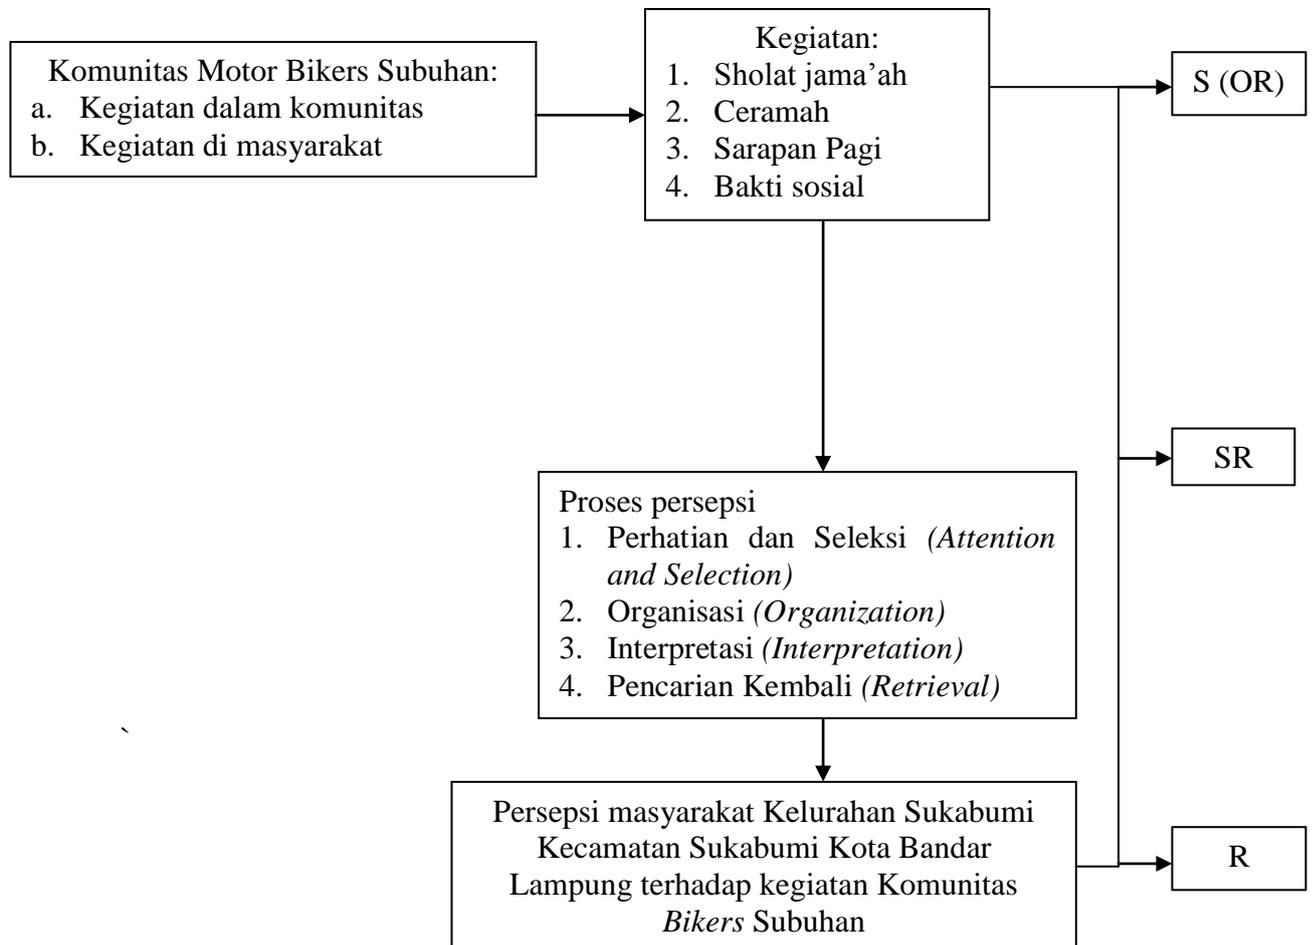 Komunitas Motor Bikers Subuhan:
a. Kegiatan dalam komunitas
b. Kegiatan di masyarakat
Kegiatan:
1. Sholat jama’ah
2. Ceramah
3. Sarapan Pagi
4. Bakti sosial
S (OR)
SR
Proses persepsi
1. Perhatian dan Seleksi (Attention
and Selection)
2. Organisasi (Organization)
3. Interpretasi (Interpretation)
4. Pencarian Kembali (Retrieval)
`
Persepsi masyarakat Kelurahan Sukabumi
Kecamatan Sukabumi Kota Bandar
Lampung terhadap kegiatan Komunitas
Bikers Subuhan
R